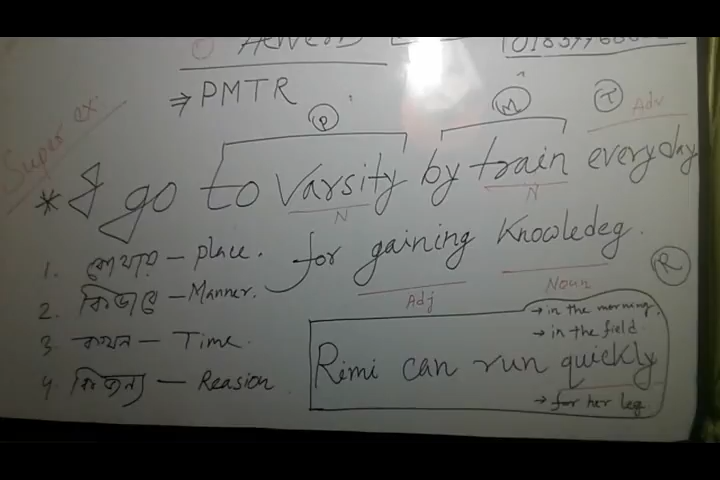 ⇒ PMTR
Super ex.
P M T Adv
* I go to Varsity by train everyday
N N
for gaining Knowledeg. R
Adj Noun
1. কোথায় – place.
2. কিভাবে – Manner.
3 কখন – Time.
4. কিজন্য – Reasion
→ in the morning.
→ in the field
Rimi can run quickly
→ for her leg